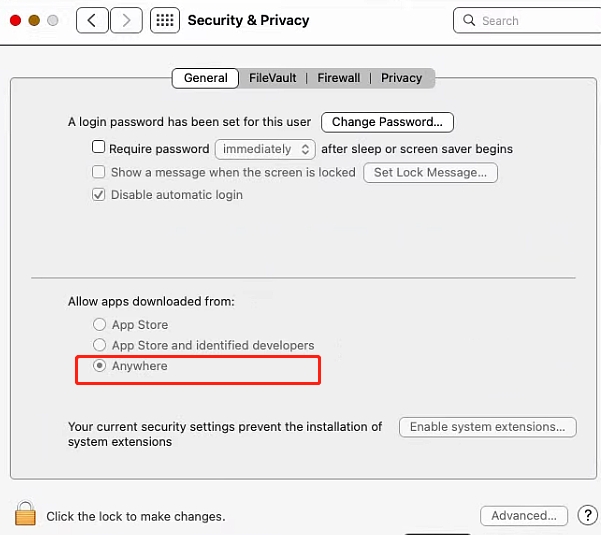 Security & Privacy
Search
General FileVault Firewall Privacy
A login password has been set for this user Change Password...
Require password immediately after sleep or screen saver begins
Show a message when the screen is locked Set Lock Message...
Disable automatic login
Allow apps downloaded from:
App Store
App Store and identified developers
Anywhere
Your current security settings prevent the installation of Enable system extensions...
system extensions
Click the lock to make changes. Advanced... ?